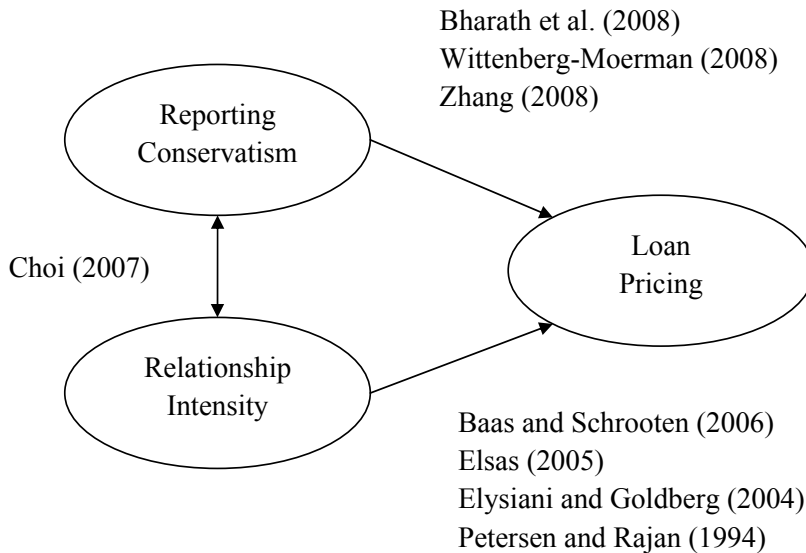 Bharath et al. (2008)
Wittenberg-Moerman (2008)
Zhang (2008)
Reporting
Conservatism
Loan
Pricing
Choi (2007)
Relationship
Intensity
Baas and Schrooten (2006)
Elsas (2005)
Elysiani and Goldberg (2004)
Petersen and Rajan (1994)